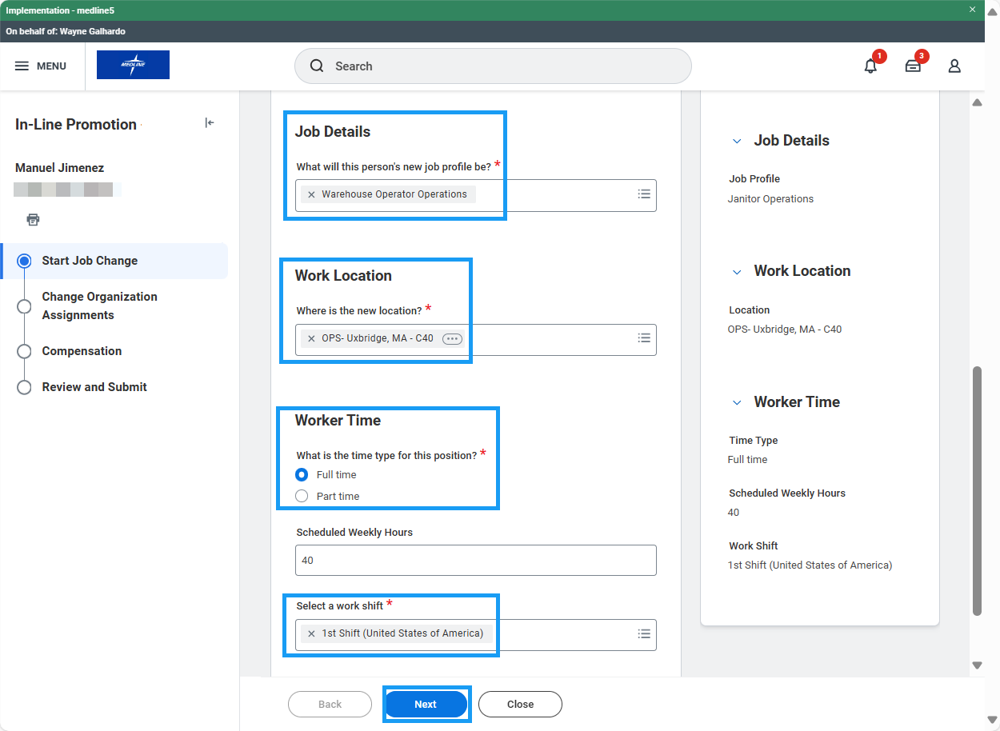 Implementation - medline5
On behalf of: Wayne Galhardo
MENU
MEDLINE
Search
1
3
In-Line Promotion
Manuel Jimenez
Start Job Change
Change Organization
Assignments
Compensation
Review and Submit
Job Details
What will this person's new job profile be? *
Warehouse Operator Operations
Work Location
Where is the new location? *
OPS- Uxbridge, MA - C40
Worker Time
What is the time type for this position? *
Full time
Part time
Scheduled Weekly Hours
40
Select a work shift *
1st Shift (United States of America)
Back
Next
Close
Job Details
Job Profile
Janitor Operations
Work Location
Location
OPS- Uxbridge, MA - C40
Worker Time
Time Type
Full time
Scheduled Weekly Hours
40
Work Shift
1st Shift (United States of America)